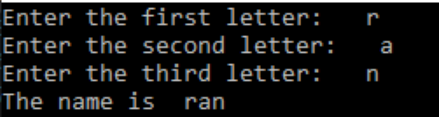 Enter the first letter:   r
Enter the second letter:   a
Enter the third letter:   n
The name is  ran